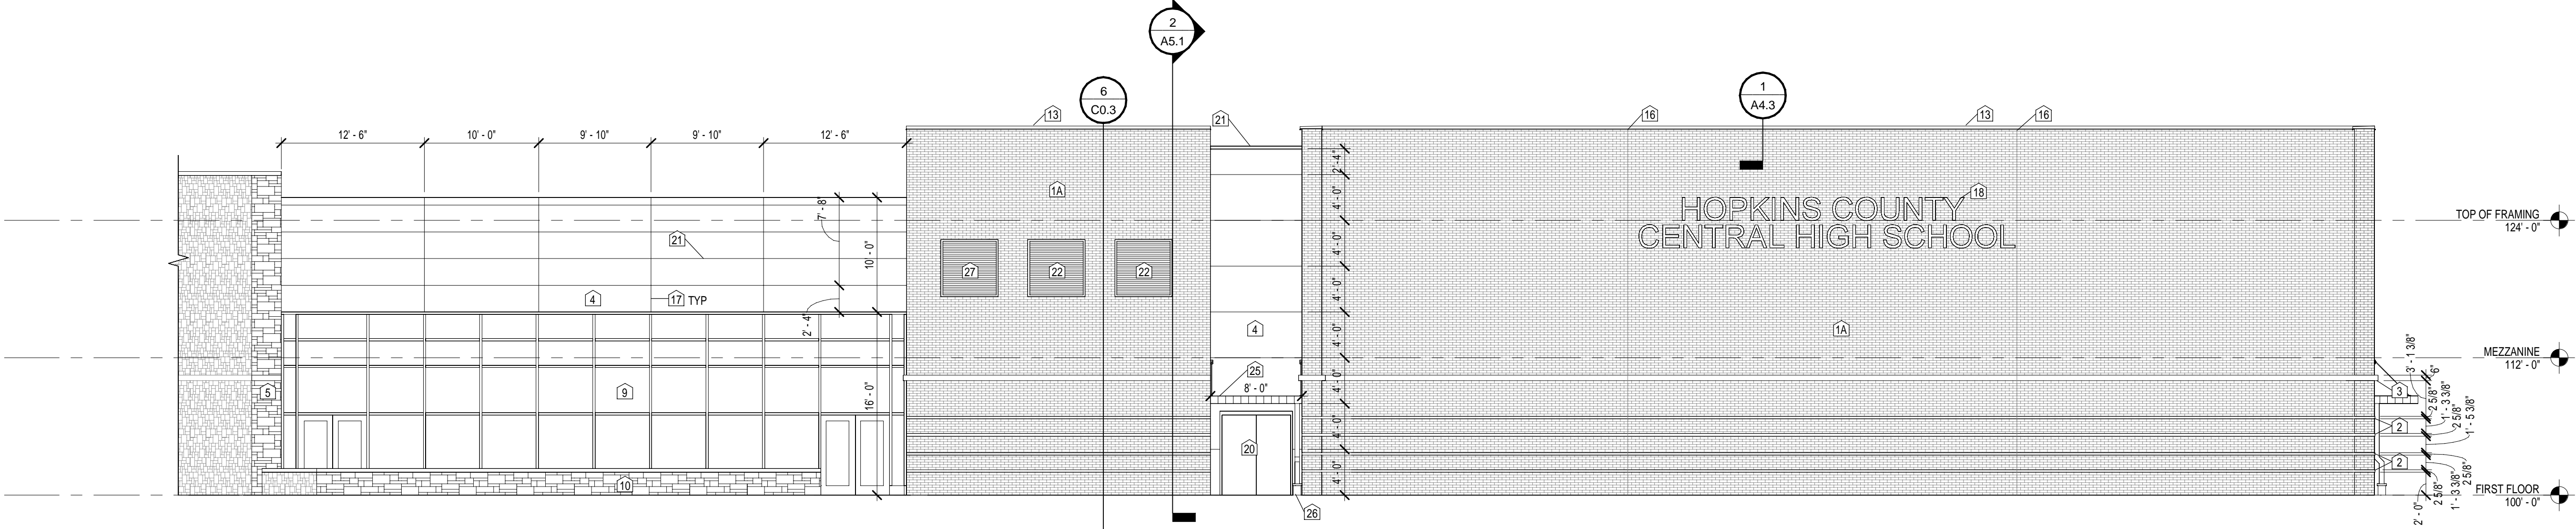 2
A5.1
6
C0.3
1
A4.3
13
21
16
13
16
12' - 6"
10' - 0"
9' - 10"
9' - 10"
12' - 6"
2' - 4"
1A
4' - 0"
18
HOPKINS COUNTY
CENTRAL HIGH SCHOOL
7' - 8"
TOP OF FRAMING
124' - 0"
21
10' - 0"
4' - 0"
27
22
22
4' - 0"
4
17 TYP
2' - 4"
4
4' - 0"
1A
MEZZANINE
112' - 0"
3' - 1 3/8"
6"
25
8' - 0"
5
9
16' - 0"
4' - 0"
3
2 5/8"
1' - 3 3/8"
2 5/8"
1' - 5 3/8"
4' - 0"
2
20
2
4' - 0"
10
FIRST FLOOR
100' - 0"
26
2' - 0"
2 5/8"
1' - 3 3/8"
2 5/8"